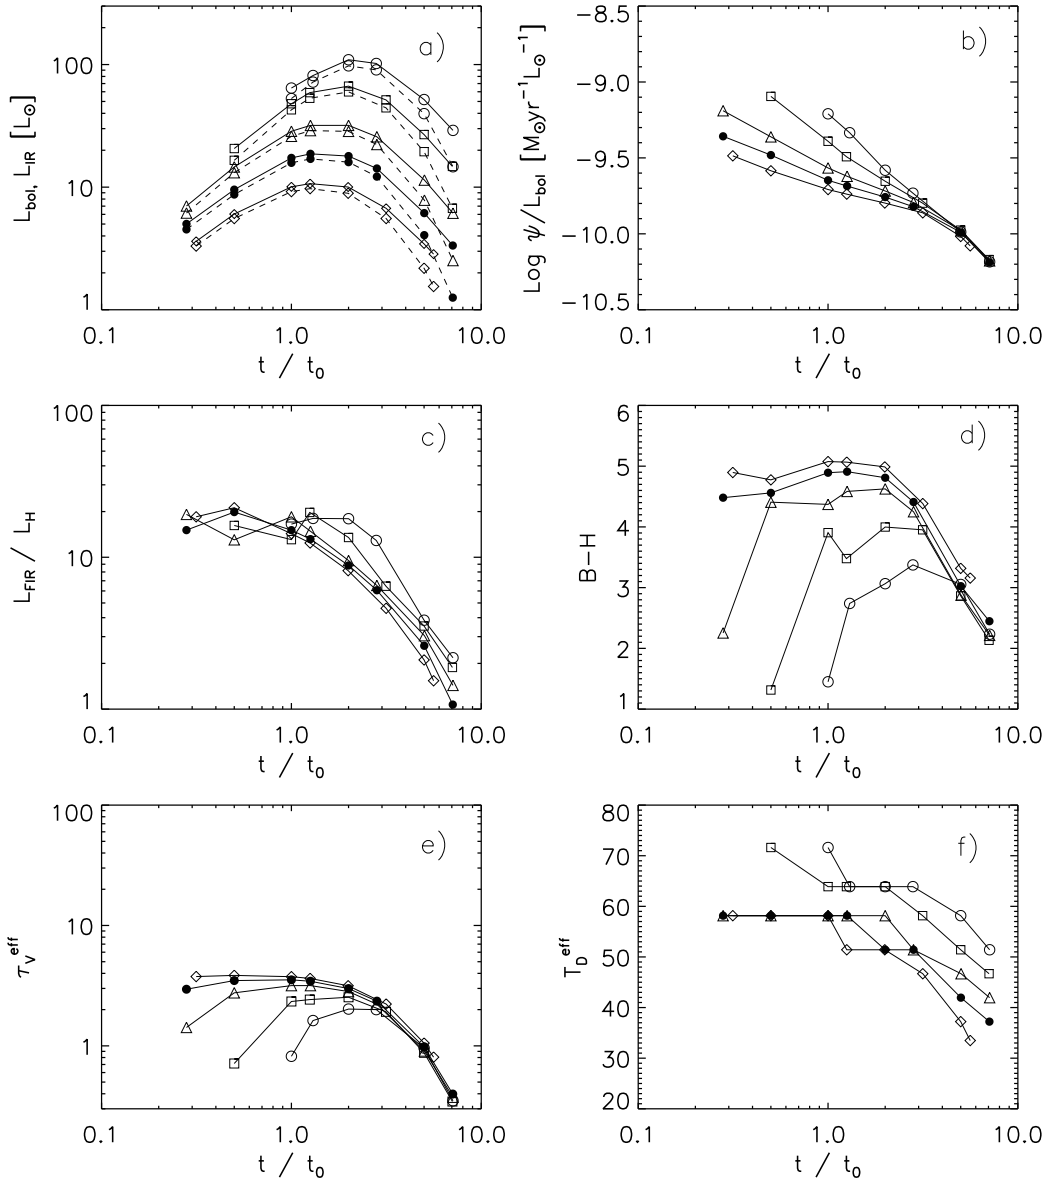 a)
L_bol, L_IR [L_⊙]
100
10
1
0.1 1.0 10.0
t / t_0
b)
Log ψ/L_bol [M_⊙yr^−1L_⊙^−1]
−8.5
−9.0
−9.5
−10.0
−10.5
0.1 1.0 10.0
t / t_0
c)
L_FIR / L_H
100
10
1
0.1 1.0 10.0
t / t_0
d)
B−H
6
5
4
3
2
1
0.1 1.0 10.0
t / t_0
e)
τ_V^eff
100
10
1
0.1 1.0 10.0
t / t_0
f)
T_D^eff
80
70
60
50
40
30
20
0.1 1.0 10.0
t / t_0